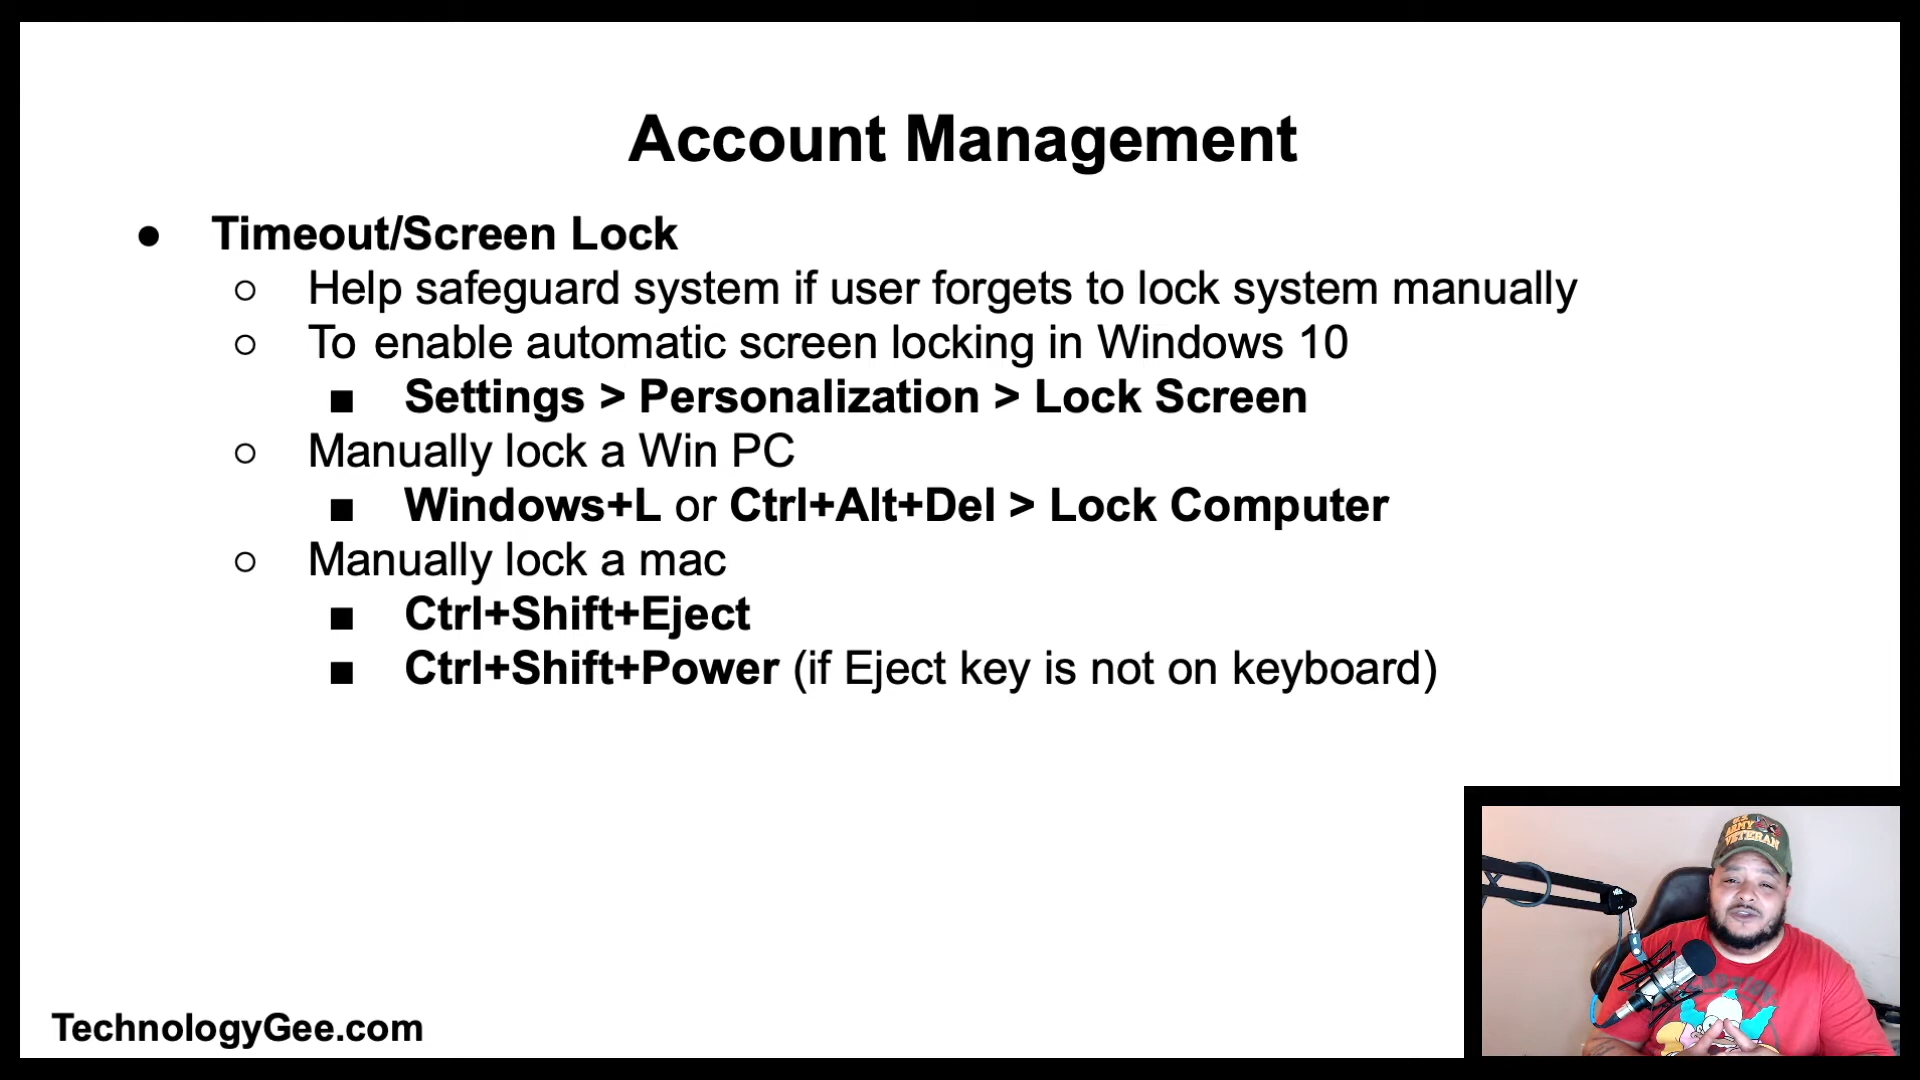 Account Management
● Timeout/Screen Lock
○ Help safeguard system if user forgets to lock system manually
○ To enable automatic screen locking in Windows 10
■ Settings > Personalization > Lock Screen
○ Manually lock a Win PC
■ Windows+L or Ctrl+Alt+Del > Lock Computer
○ Manually lock a mac
■ Ctrl+Shift+Eject
■ Ctrl+Shift+Power (if Eject key is not on keyboard)
U.S.
ARMY
VETERAN
TechnologyGee.com